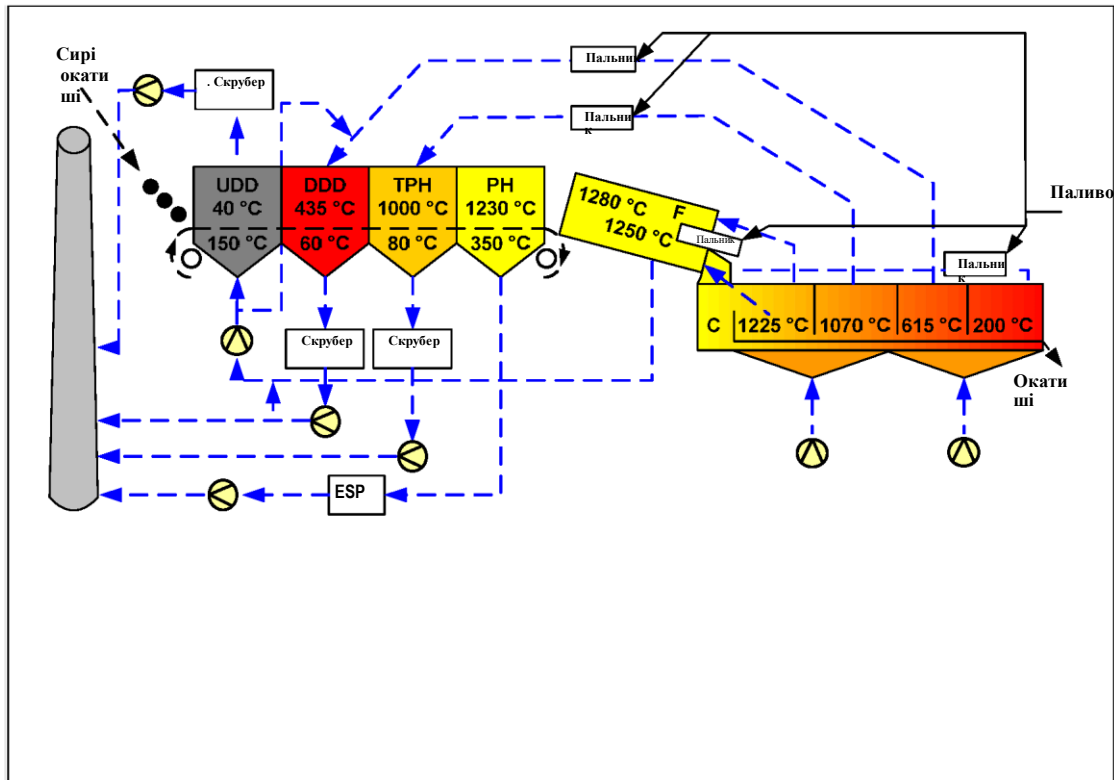 Сирі
окати
ші
. Скрубер
Пальник
Пальни
к
UDD
40 °C
150 °C
DDD
435 °C
60 °C
TPH
1000 °C
80 °C
PH
1230 °C
350 °C
1280 °C F
1250 °C
Пальник
Паливо
Пальни
к
C
1225 °C
1070 °C
615 °C
200 °C
Окати
ші
Скрубер
Скрубер
ESP